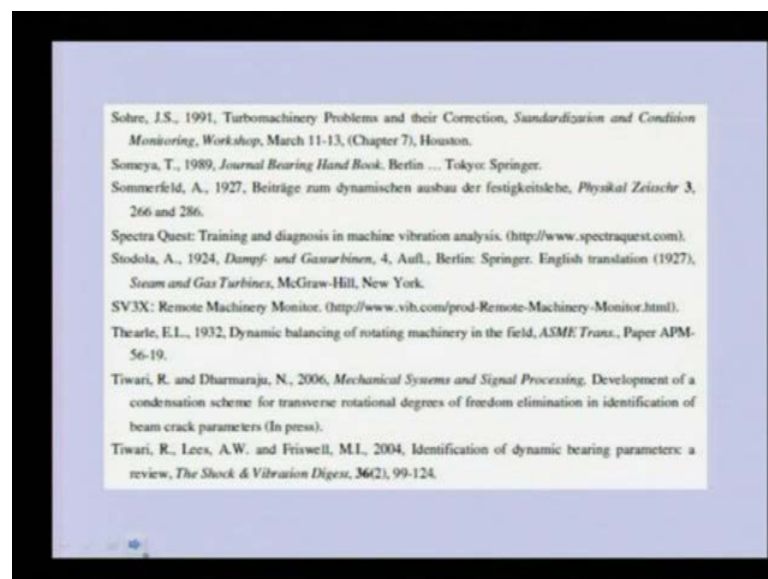 Sohre, J.S., 1991, Turbomachinery Problems and their Correction, Standardization and Condition
Monitoring, Workshop, March 11-13, (Chapter 7), Houston.
Someya, T., 1989, Journal Bearing Hand Book. Berlin … Tokyo: Springer.
Sommerfeld, A., 1927, Beiträge zum dynamischen ausbau der festigkeitslehe, Physikal Zeitschr 3,
266 and 286.
Spectra Quest: Training and diagnosis in machine vibration analysis. (http://www.spectraquest.com).
Stodola, A., 1924, Dampf- und Gasturbinen, 4, Aufl., Berlin: Springer. English translation (1927),
Steam and Gas Turbines, McGraw-Hill, New York.
SV3X: Remote Machinery Monitor. (http://www.vib.com/prod-Remote-Machinery-Monitor.html).
Thearle, E.L., 1932, Dynamic balancing of rotating machinery in the field, ASME Trans., Paper APM-
56-19.
Tiwari, R. and Dharmaraju, N., 2006, Mechanical Systems and Signal Processing, Development of a
condensation scheme for transverse rotational degrees of freedom elimination in identification of
beam crack parameters (In press).
Tiwari, R., Lees, A.W. and Friswell, M.I., 2004, Identification of dynamic bearing parameters: a
review, The Shock & Vibration Digest, 36(2), 99-124.